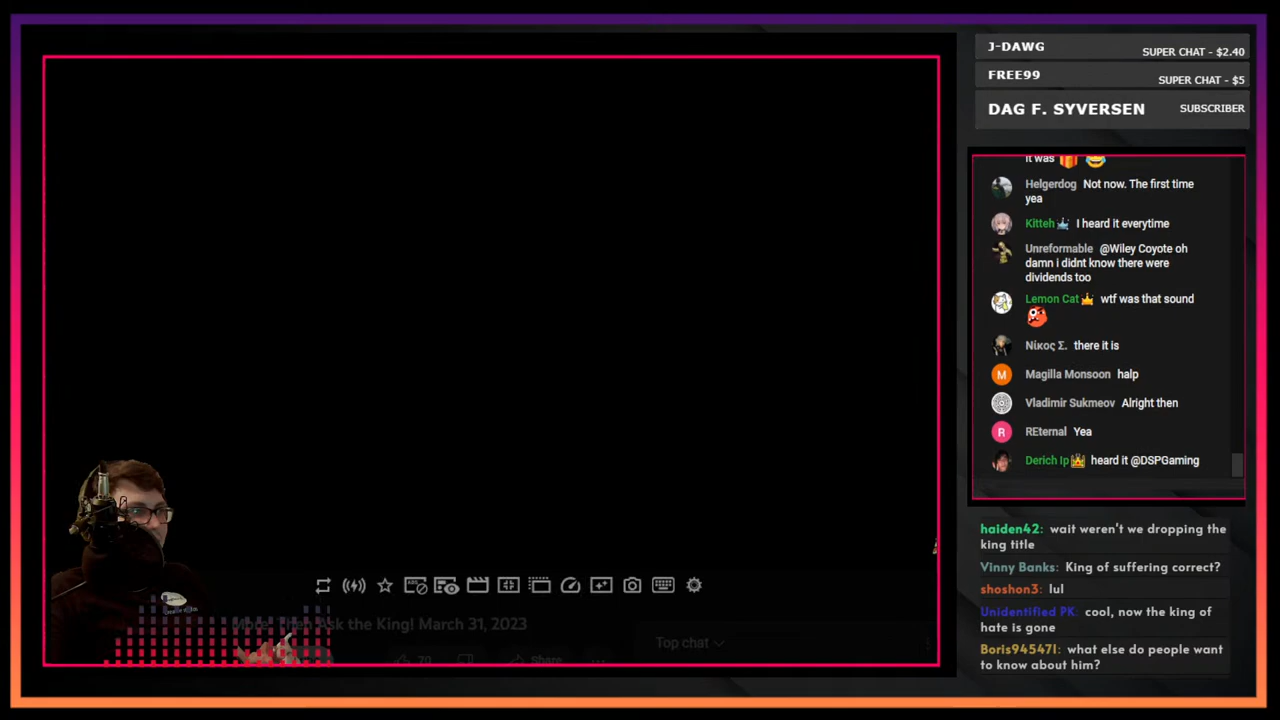 J-DAWG
SUPER CHAT - $2.40
FREE99
SUPER CHAT - $5
DAG F. SYVERSEN
SUBSCRIBER
it was 🎁 😂
Helgerdog Not now. The first time
yea
Kitteh I heard it everytime
Unreformable @Wiley Coyote oh
damn i didnt know there were
dividends too
Lemon Cat wtf was that sound
Νίκος Σ. there it is
M
Magilla Monsoon halp
Vladimir Sukmeov Alright then
R
REternal Yea
Derich Ip heard it @DSPGaming
haiden42: wait weren't we dropping the
king title
Vinny Banks: King of suffering correct?
shoshon3: lul
Unidentified PK: cool, now the king of
hate is gone
Boris945471: what else do people want
to know about him?
Then Ask the King! March 31, 2023
Top chat
70
Share